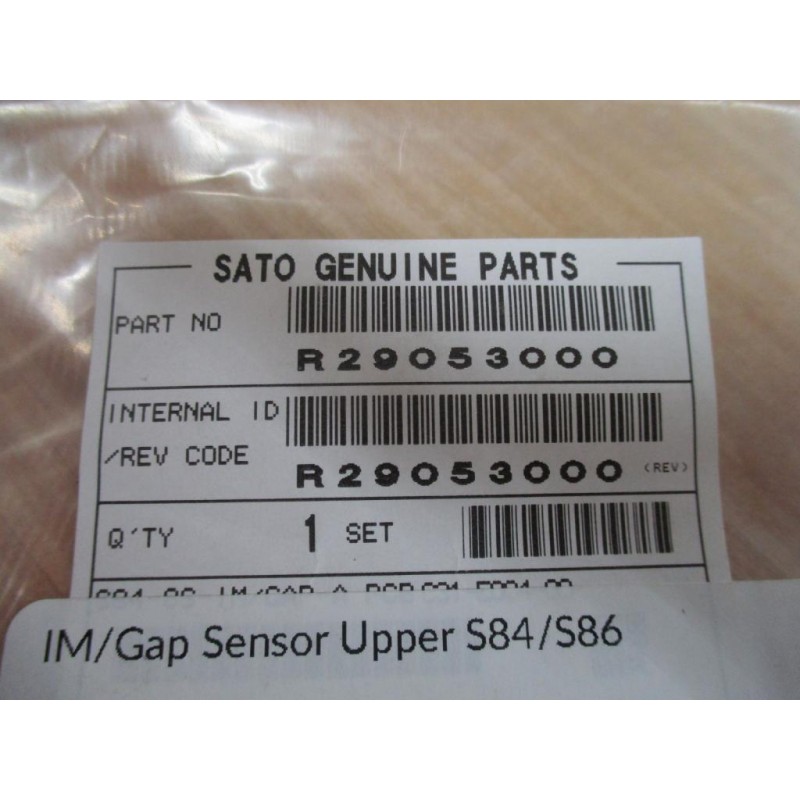 SATO GENUINE PARTS
PART NO
R29053000
INTERNAL ID
/REV CODE
R29053000 (REV)
Q'TY 1 SET
IM/Gap Sensor Upper S84/S86